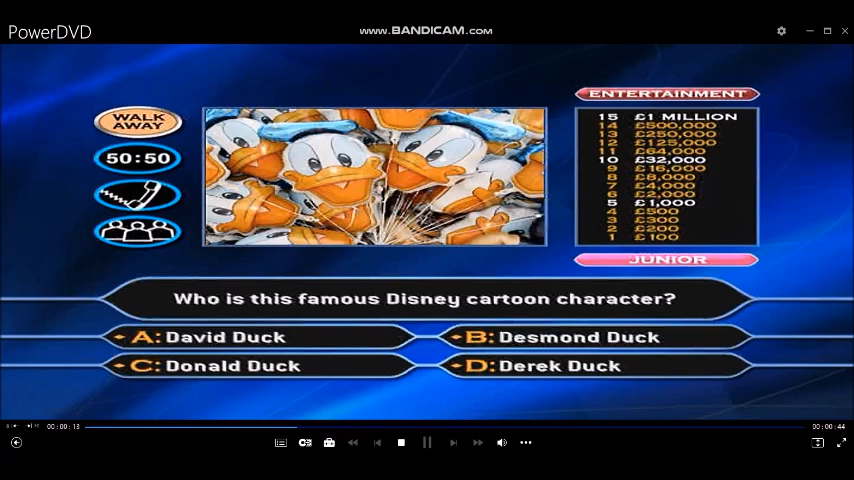 PowerDVD
www.BANDICAM.com
ENTERTAINMENT
WALK
AWAY
50:50
15 £1 MILLION
14 £500,000
13 £250,000
12 £125,000
11 £64,000
10 £32,000
9 £16,000
8 £8,000
7 £4,000
6 £2,000
5 £1,000
4 £500
3 £300
2 £200
1 £100
JUNIOR
Who is this famous Disney cartoon character?
A: David Duck
B: Desmond Duck
C: Donald Duck
D: Derek Duck
00:00:13
00:00:44